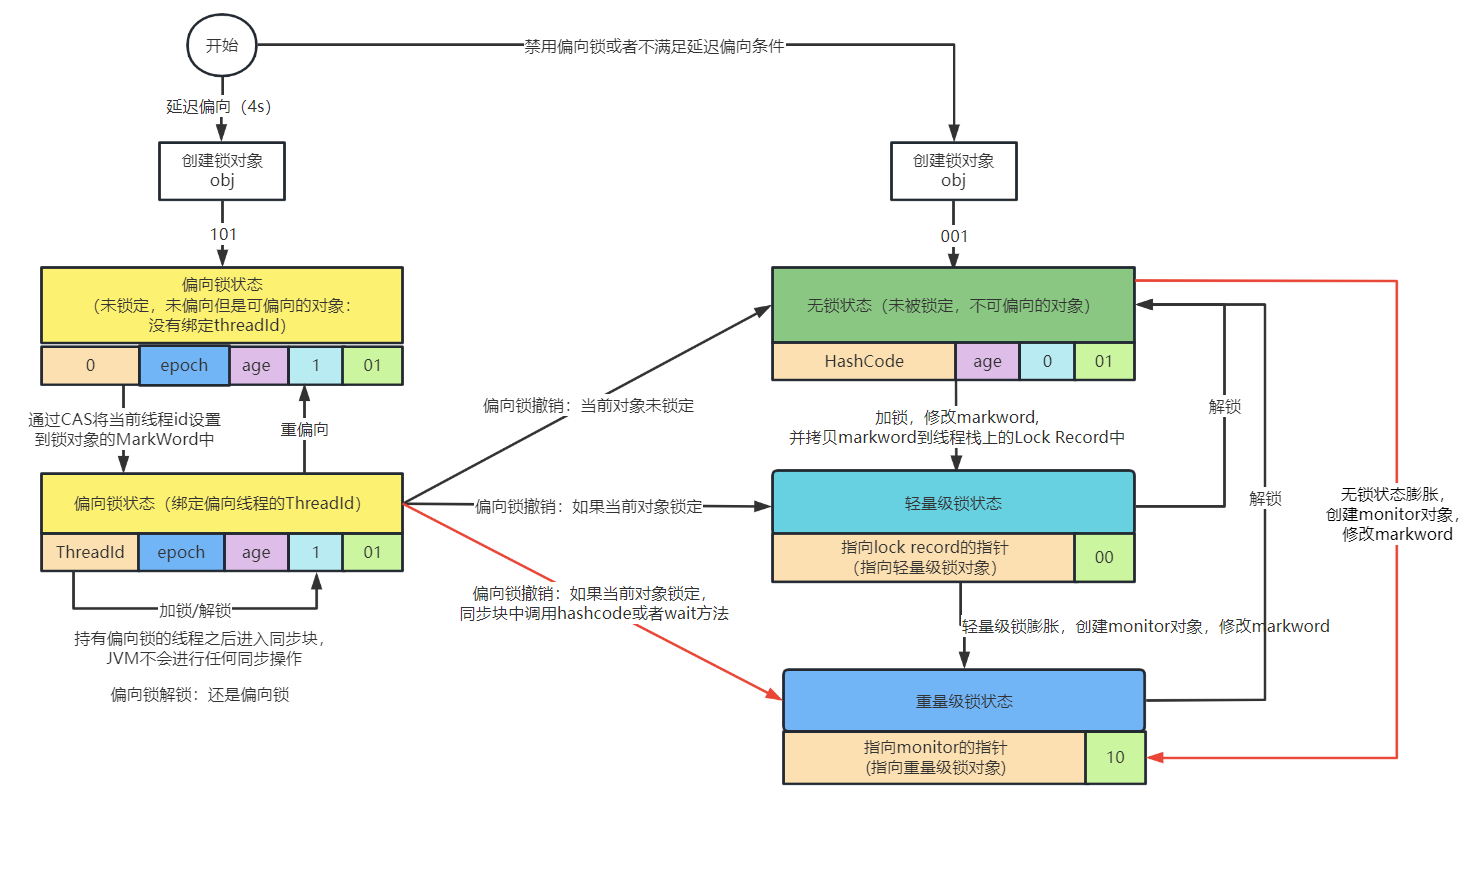 开始
禁用偏向锁或者不满足延迟偏向条件
延迟偏向（4s）
创建锁对象
obj
创建锁对象
obj
101
001
偏向锁状态
（未锁定，未偏向但是可偏向的对象：
没有绑定threadId）
0 epoch age 1 01
无锁状态（未被锁定，不可偏向的对象）
HashCode age 0 01
通过CAS将当前线程id设置
到锁对象的MarkWord中
重偏向
偏向锁撤销：当前对象未锁定
加锁，修改markword,
并拷贝markword到线程栈上的Lock Record中
解锁
偏向锁状态（绑定偏向线程的ThreadId）
ThreadId epoch age 1 01
偏向锁撤销：如果当前对象锁定
轻量级锁状态
指向lock record的指针
（指向轻量级锁对象）
00
解锁
无锁状态膨胀，
创建monitor对象，
修改markword
加锁/解锁
持有偏向锁的线程之后进入同步块，
JVM不会进行任何同步操作
偏向锁解锁：还是偏向锁
偏向锁撤销：如果当前对象锁定，
同步块中调用hashcode或者wait方法
轻量级锁膨胀，创建monitor对象，修改markword
重量级锁状态
指向monitor的指针
(指向重量级锁对象)
10